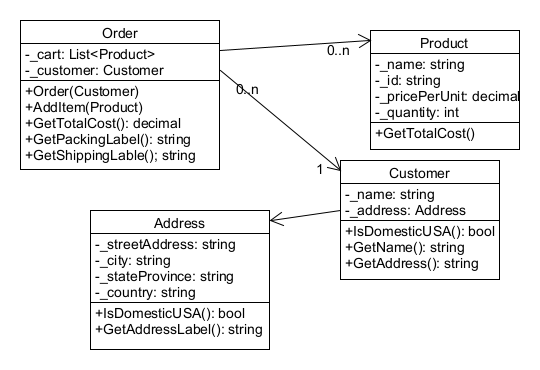 Order
-_cart: List<Product>
-_customer: Customer
+Order(Customer)
+AddItem(Product)
+GetTotalCost(): decimal
+GetPackingLabel(): string
+GetShippingLable(); string
0..n
Product
-_name: string
-_id: string
-_pricePerUnit: decimal
-_quantity: int
+GetTotalCost()
0..n
1
Customer
-_name: string
-_address: Address
+IsDomesticUSA(): bool
+GetName(): string
+GetAddress(): string
Address
-_streetAddress: string
-_city: string
-_stateProvince: string
-_country: string
+IsDomesticUSA(): bool
+GetAddressLabel(): string